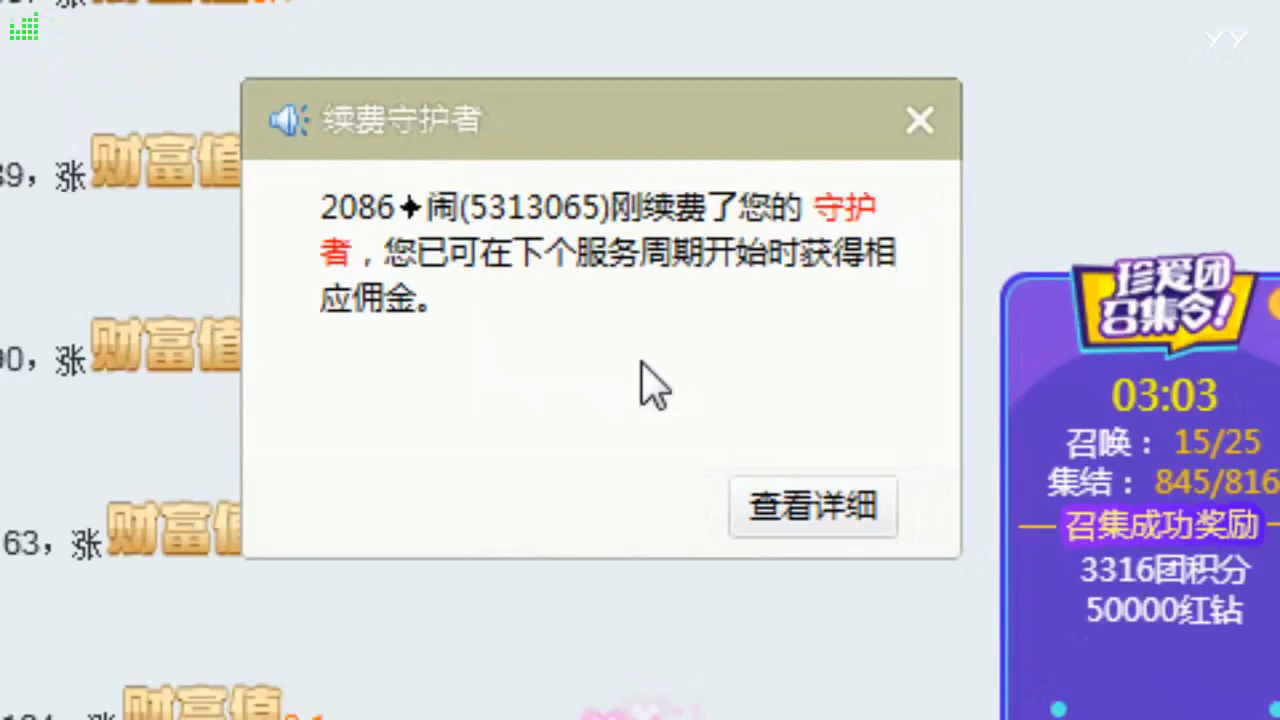 YY
续费守护者
89，张财富值
2086✦闹(5313065)刚续费了您的 守护
者，您已可在下个服务周期开始时获得相
应佣金。
00，张财富值
63，张财富值
查看详细
珍爱团
召集令!
03:03
召唤： 15/25
集结： 845/816
召集成功奖励
3316团积分
50000红钻
财富值